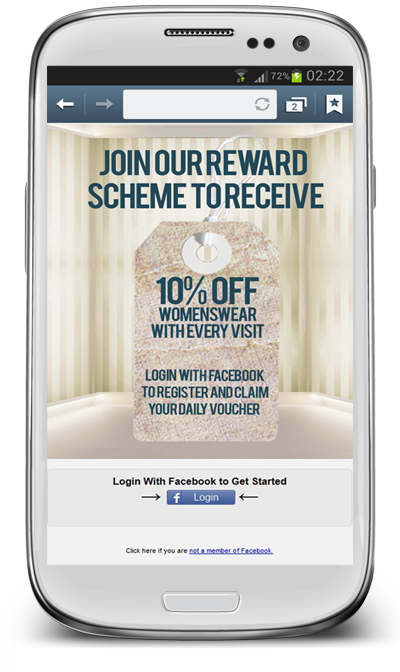 72% 02:22
2
JOIN OUR REWARD
SCHEME TO RECEIVE
10% OFF
WOMENSWEAR
WITH EVERY VISIT
LOGIN WITH FACEBOOK
TO REGISTER AND CLAIM
YOUR DAILY VOUCHER
Login With Facebook to Get Started
f Login
Click here if you are not a member of Facebook.